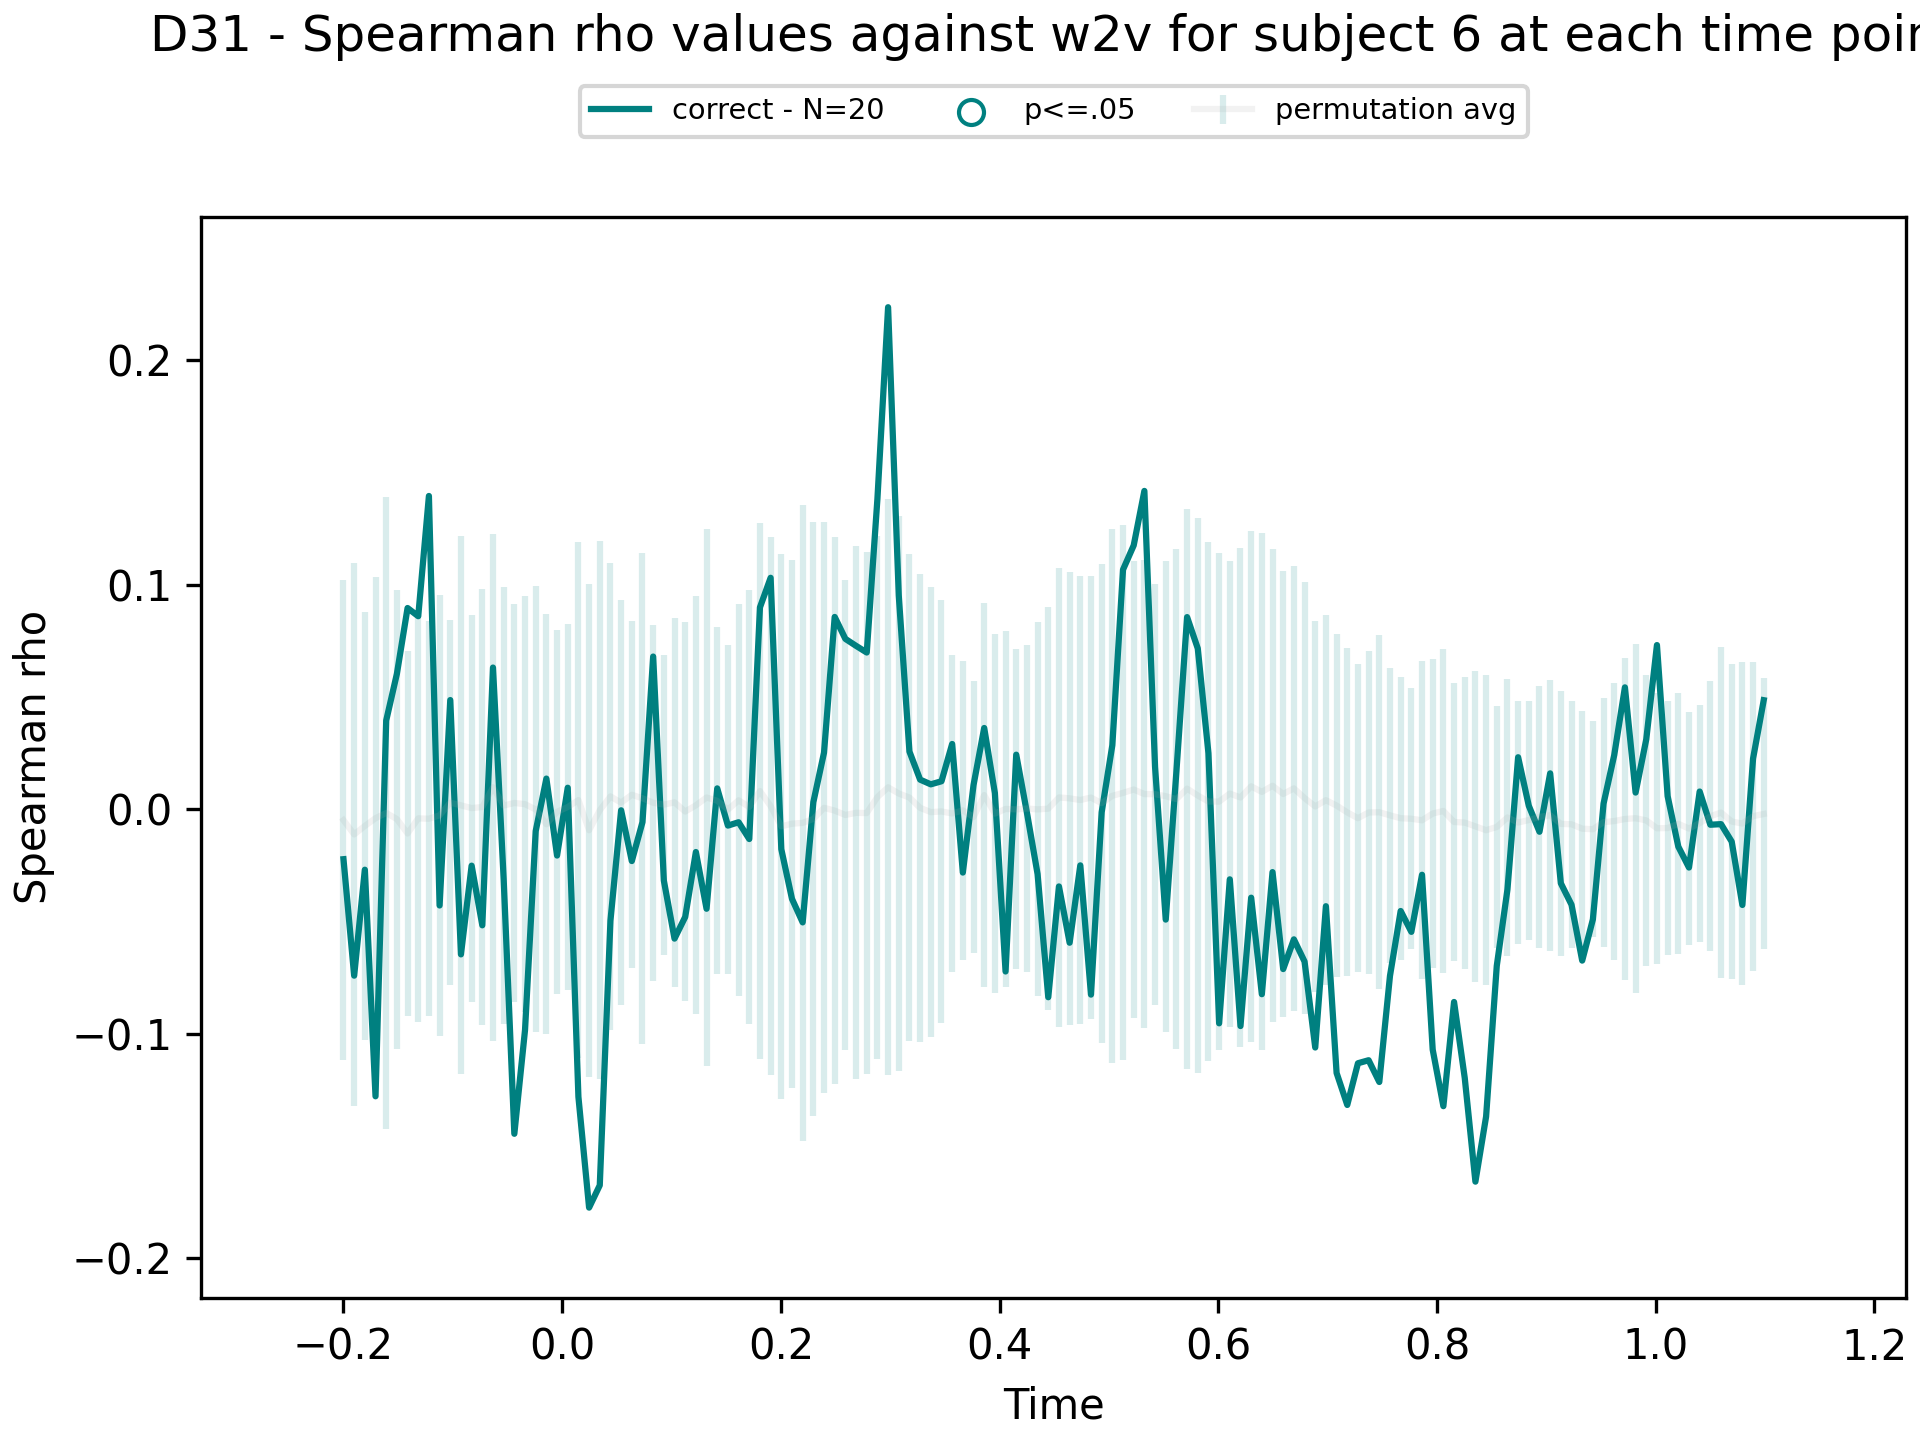 D31 - Spearman rho values against w2v for subject 6 at each time poin
correct - N=20 p<=.05 permutation avg
Spearman rho
0.2
0.1
0.0
−0.1
−0.2
−0.2 0.0 0.2 0.4 0.6 0.8 1.0 1.2
Time